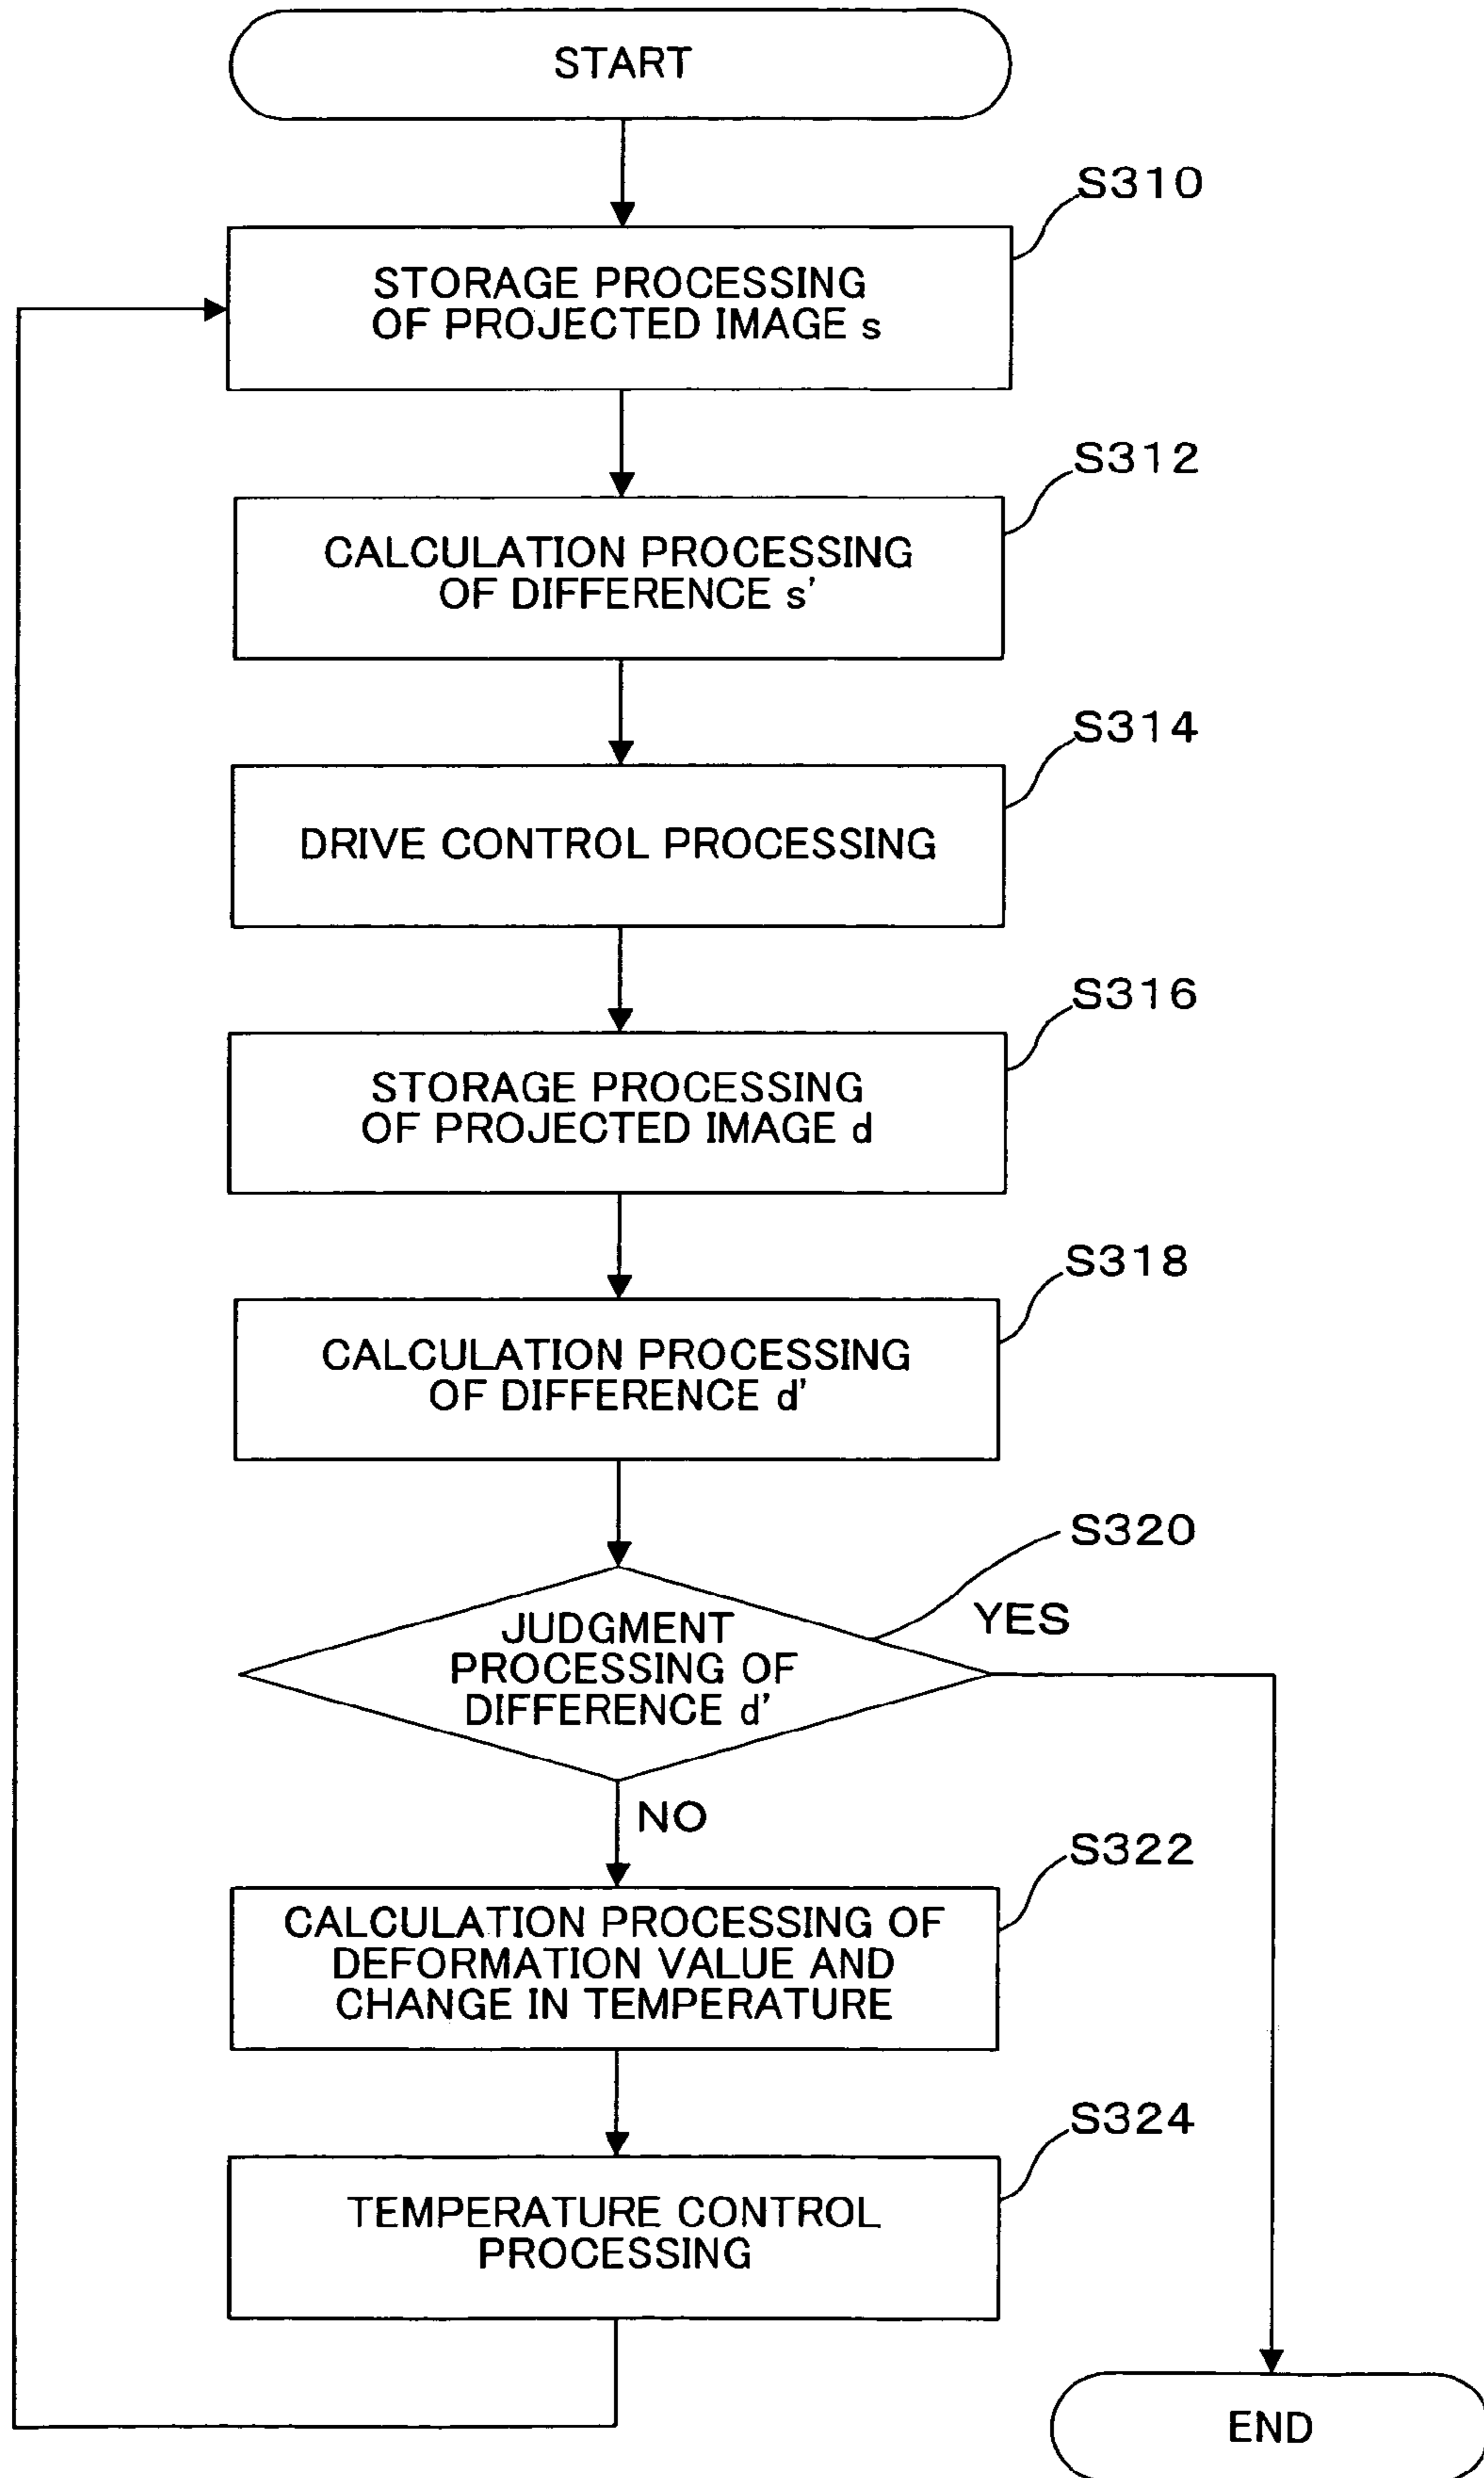 START
S310
STORAGE PROCESSING
OF PROJECTED IMAGE s
S312
CALCULATION PROCESSING
OF DIFFERENCE s'
S314
DRIVE CONTROL PROCESSING
S316
STORAGE PROCESSING
OF PROJECTED IMAGE d
S318
CALCULATION PROCESSING
OF DIFFERENCE d'
S320
YES
JUDGMENT
PROCESSING OF
DIFFERENCE d'
NO
S322
CALCULATION PROCESSING OF
DEFORMATION VALUE AND
CHANGE IN TEMPERATURE
S324
TEMPERATURE CONTROL
PROCESSING
END